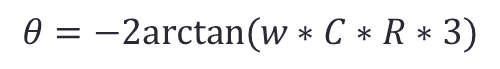 θ = −2arctan(w * C * R * 3)